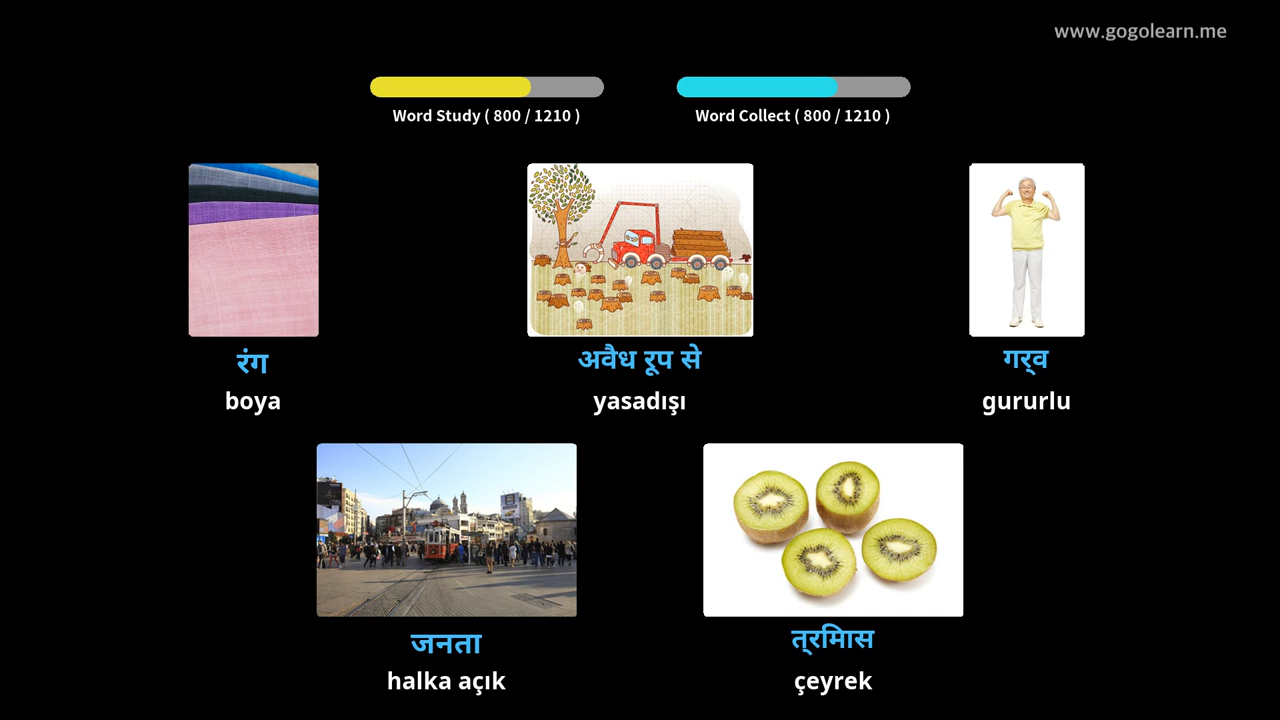 www.gogolearn.me
Word Study ( 800 / 1210 )
Word Collect ( 800 / 1210 )
रंग
boya
अवैध रूप से
yasadışı
गर्व
gururlu
जनता
halka açık
त्रिमास
çeyrek